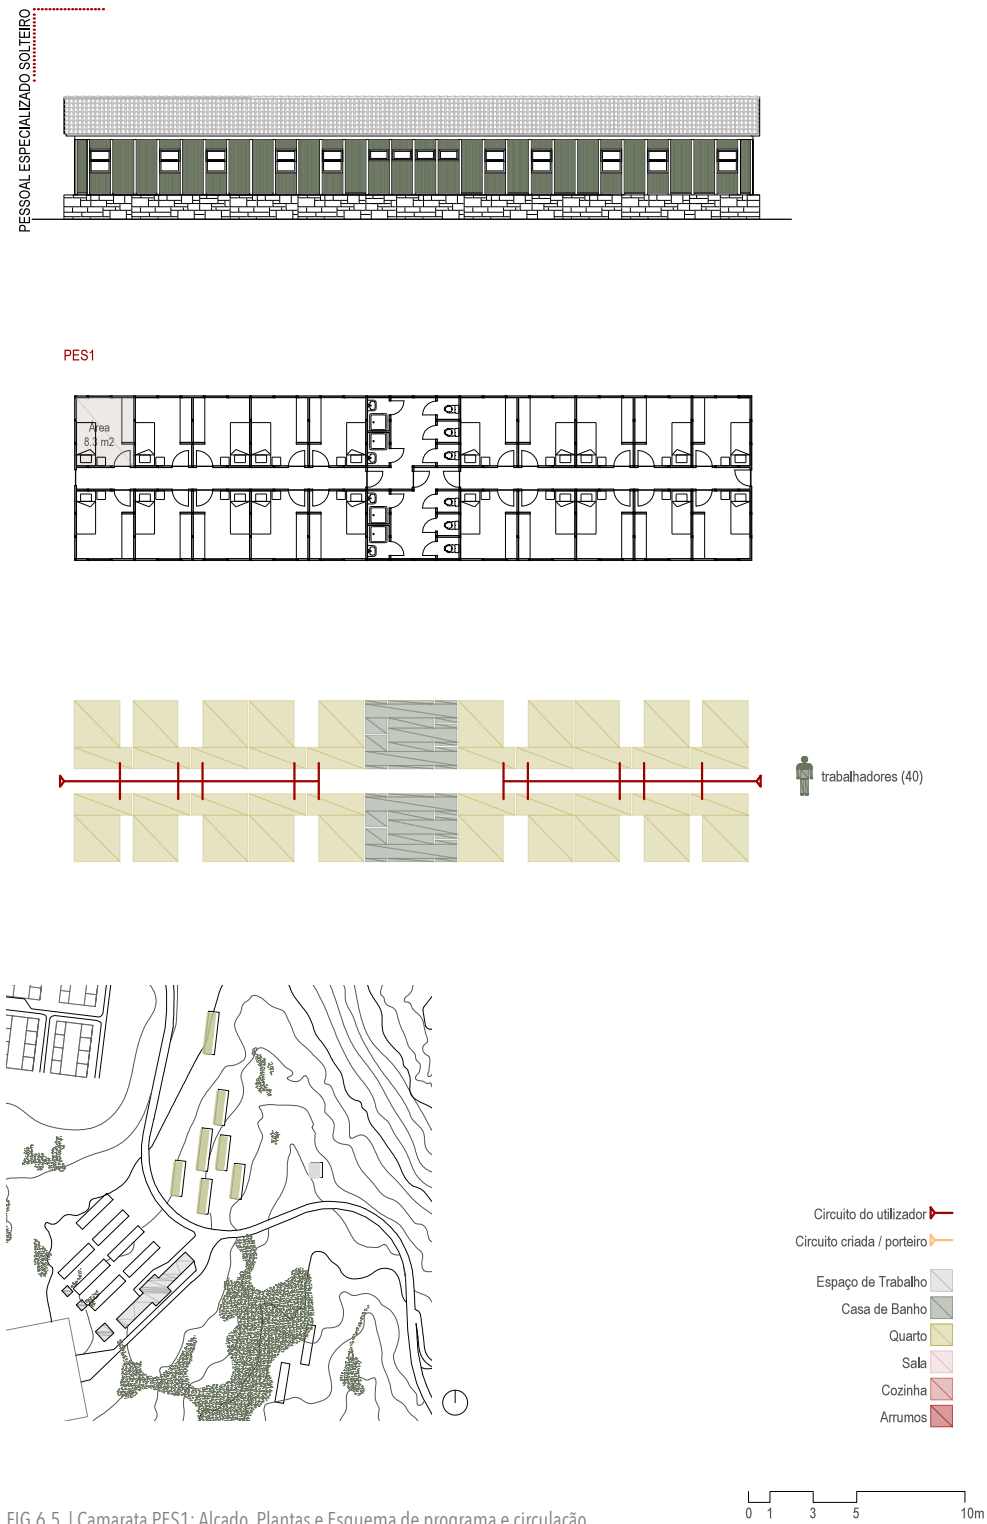 PESSOAL ESPECIALIZADO SOLTEIRO
PES1
Área
8.3 m2
trabalhadores (40)
Circuito do utilizador
Circuito criada / porteiro
Espaço de Trabalho
Casa de Banho
Quarto
Sala
Cozinha
Arrumos
0 1 3 5 10m
FIG 6.5. | Camarata PES1: Alçado, Plantas e Esquema de programa e circulação